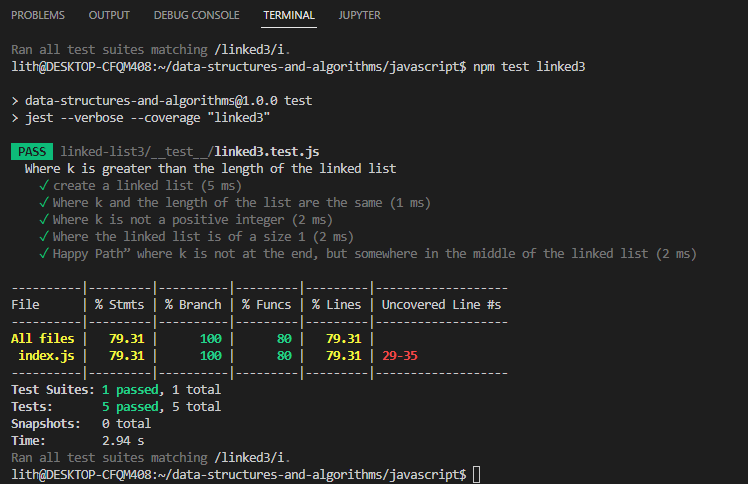 PROBLEMS OUTPUT DEBUG CONSOLE TERMINAL JUPYTER
Ran all test suites matching /linked3/i.
lith@DESKTOP-CFQM408:~/data-structures-and-algorithms/javascript$ npm test linked3
> data-structures-and-algorithms@1.0.0 test
> jest --verbose --coverage "linked3"
PASS linked-list3/__test__/linked3.test.js
Where k is greater than the length of the linked list
✓ create a linked list (5 ms)
✓ Where k and the length of the list are the same (1 ms)
✓ Where k is not a positive integer (2 ms)
✓ Where the linked list is of a size 1 (2 ms)
✓ Happy Path” where k is not at the end, but somewhere in the middle of the linked list (2 ms)
----------|---------|----------|---------|---------|-------------------
File      | % Stmts | % Branch | % Funcs | % Lines | Uncovered Line #s
----------|---------|----------|---------|---------|-------------------
All files |   79.31 |      100 |      80 |   79.31 |
 index.js |   79.31 |      100 |      80 |   79.31 | 29-35
----------|---------|----------|---------|---------|-------------------
Test Suites: 1 passed, 1 total
Tests:       5 passed, 5 total
Snapshots:   0 total
Time:        2.94 s
Ran all test suites matching /linked3/i.
lith@DESKTOP-CFQM408:~/data-structures-and-algorithms/javascript$